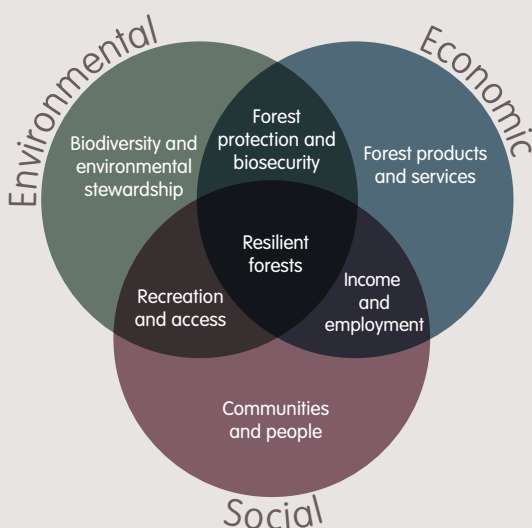 Environmental
Economic
Forest
protection and
biosecurity
Biodiversity and
environmental
stewardship
Forest products
and services
Resilient
forests
Recreation
and access
Income
and
employment
Communities
and people
Social